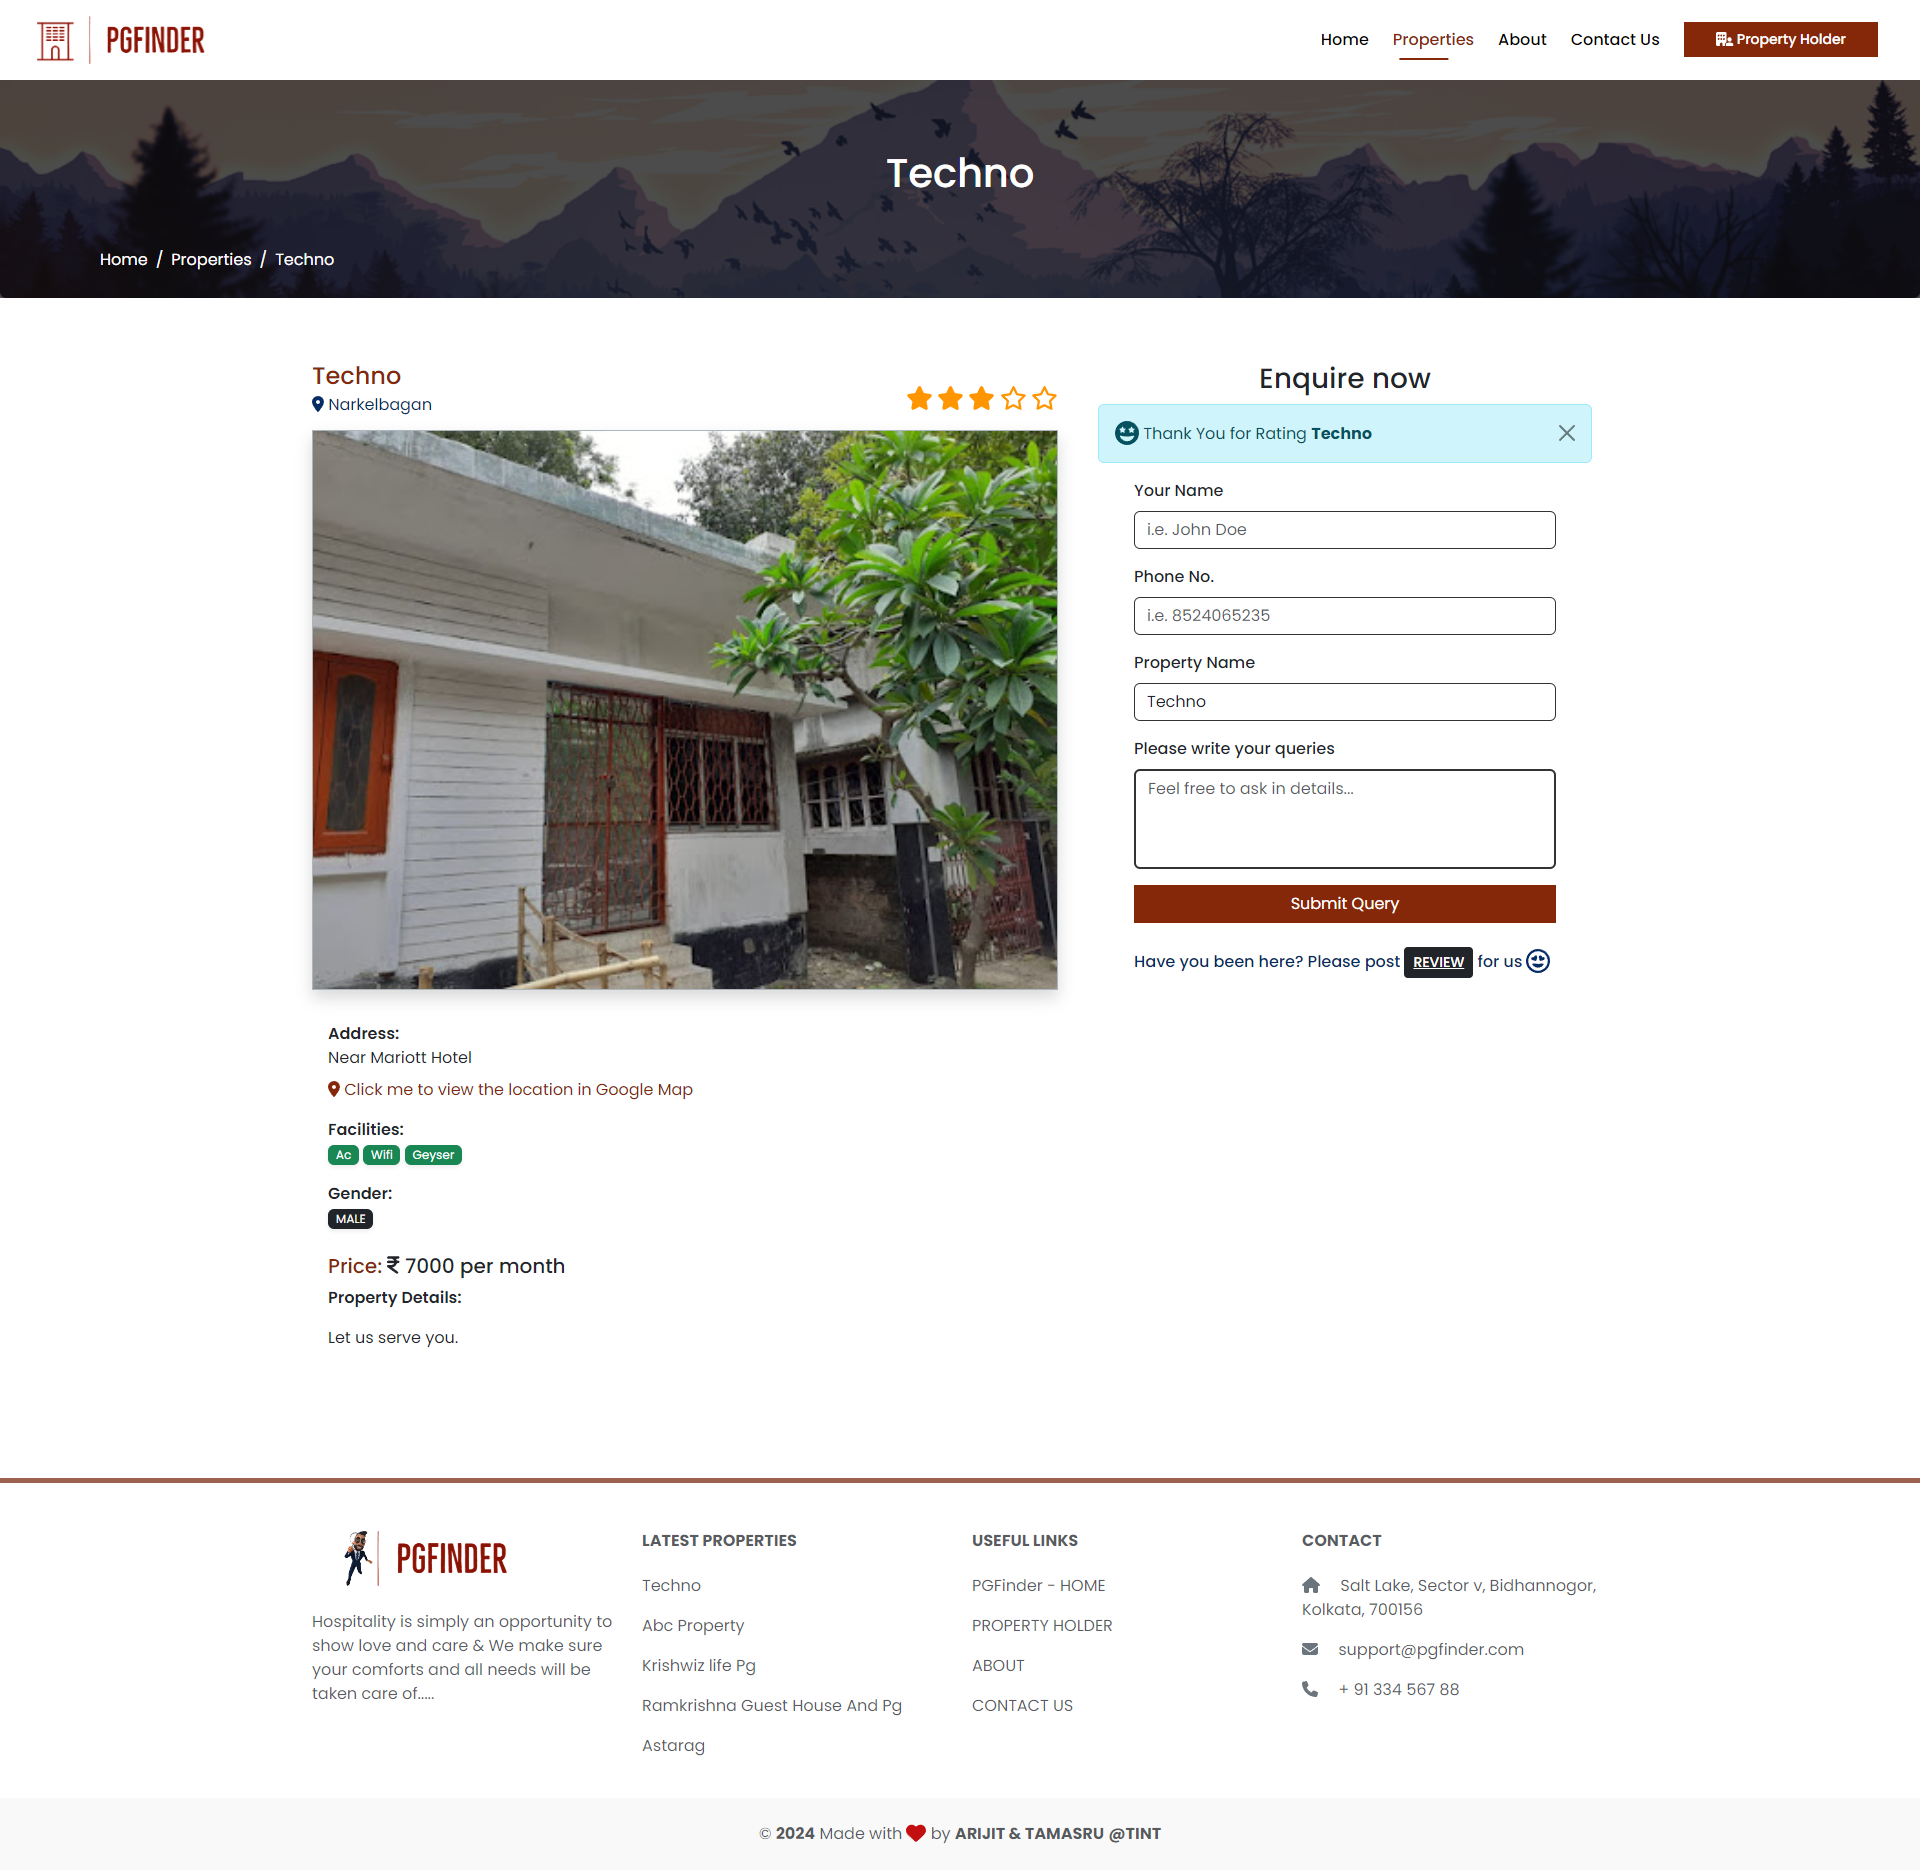 PGFINDER
Home
Properties
About
Contact Us
Property Holder
Techno
Home / Properties / Techno
Techno
Narkelbagan
Enquire now
Thank You for Rating Techno
Your Name
i.e. John Doe
Phone No.
i.e. 8524065235
Property Name
Techno
Please write your queries
Feel free to ask in details...
Submit Query
Have you been here? Please post REVIEW for us
Address:
Near Mariott Hotel
Click me to view the location in Google Map
Facilities:
Ac Wifi Geyser
Gender:
MALE
Price: ₹ 7000 per month
Property Details:
Let us serve you.
PGFINDER
Hospitality is simply an opportunity to
show love and care & We make sure
your comforts and all needs will be
taken care of.....
LATEST PROPERTIES
Techno
Abc Property
Krishwiz life Pg
Ramkrishna Guest House And Pg
Astarag
USEFUL LINKS
PGFinder - HOME
PROPERTY HOLDER
ABOUT
CONTACT US
CONTACT
Salt Lake, Sector v, Bidhannogor,
Kolkata, 700156
support@pgfinder.com
+ 91 334 567 88
© 2024 Made with ❤ by ARIJIT & TAMASRU @TINT